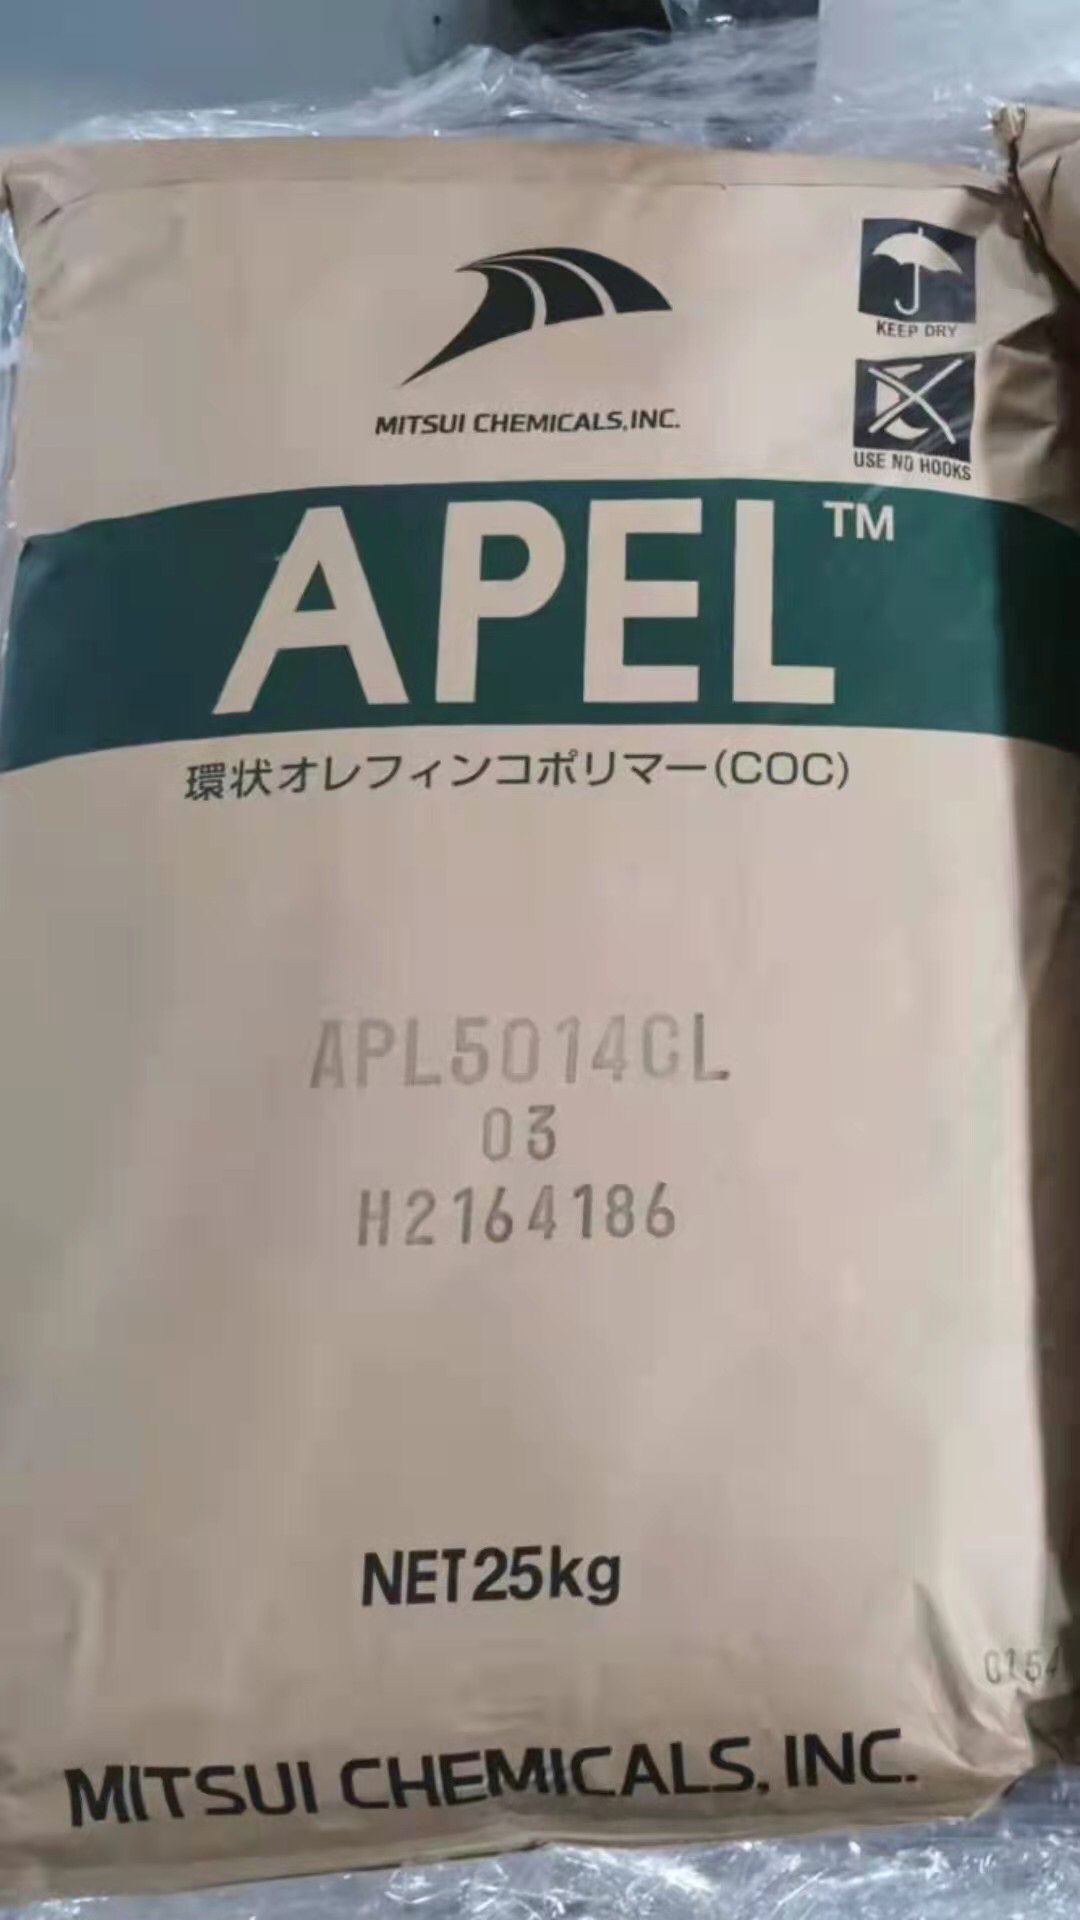 KEEP DRY
MITSUI CHEMICALS,INC.
USE NO HOOKS
APEL™
環状オレフィンコポリマー(COC)
APL5014CL
03
H2164186
NET25kg
0154
MITSUI CHEMICALS, INC.